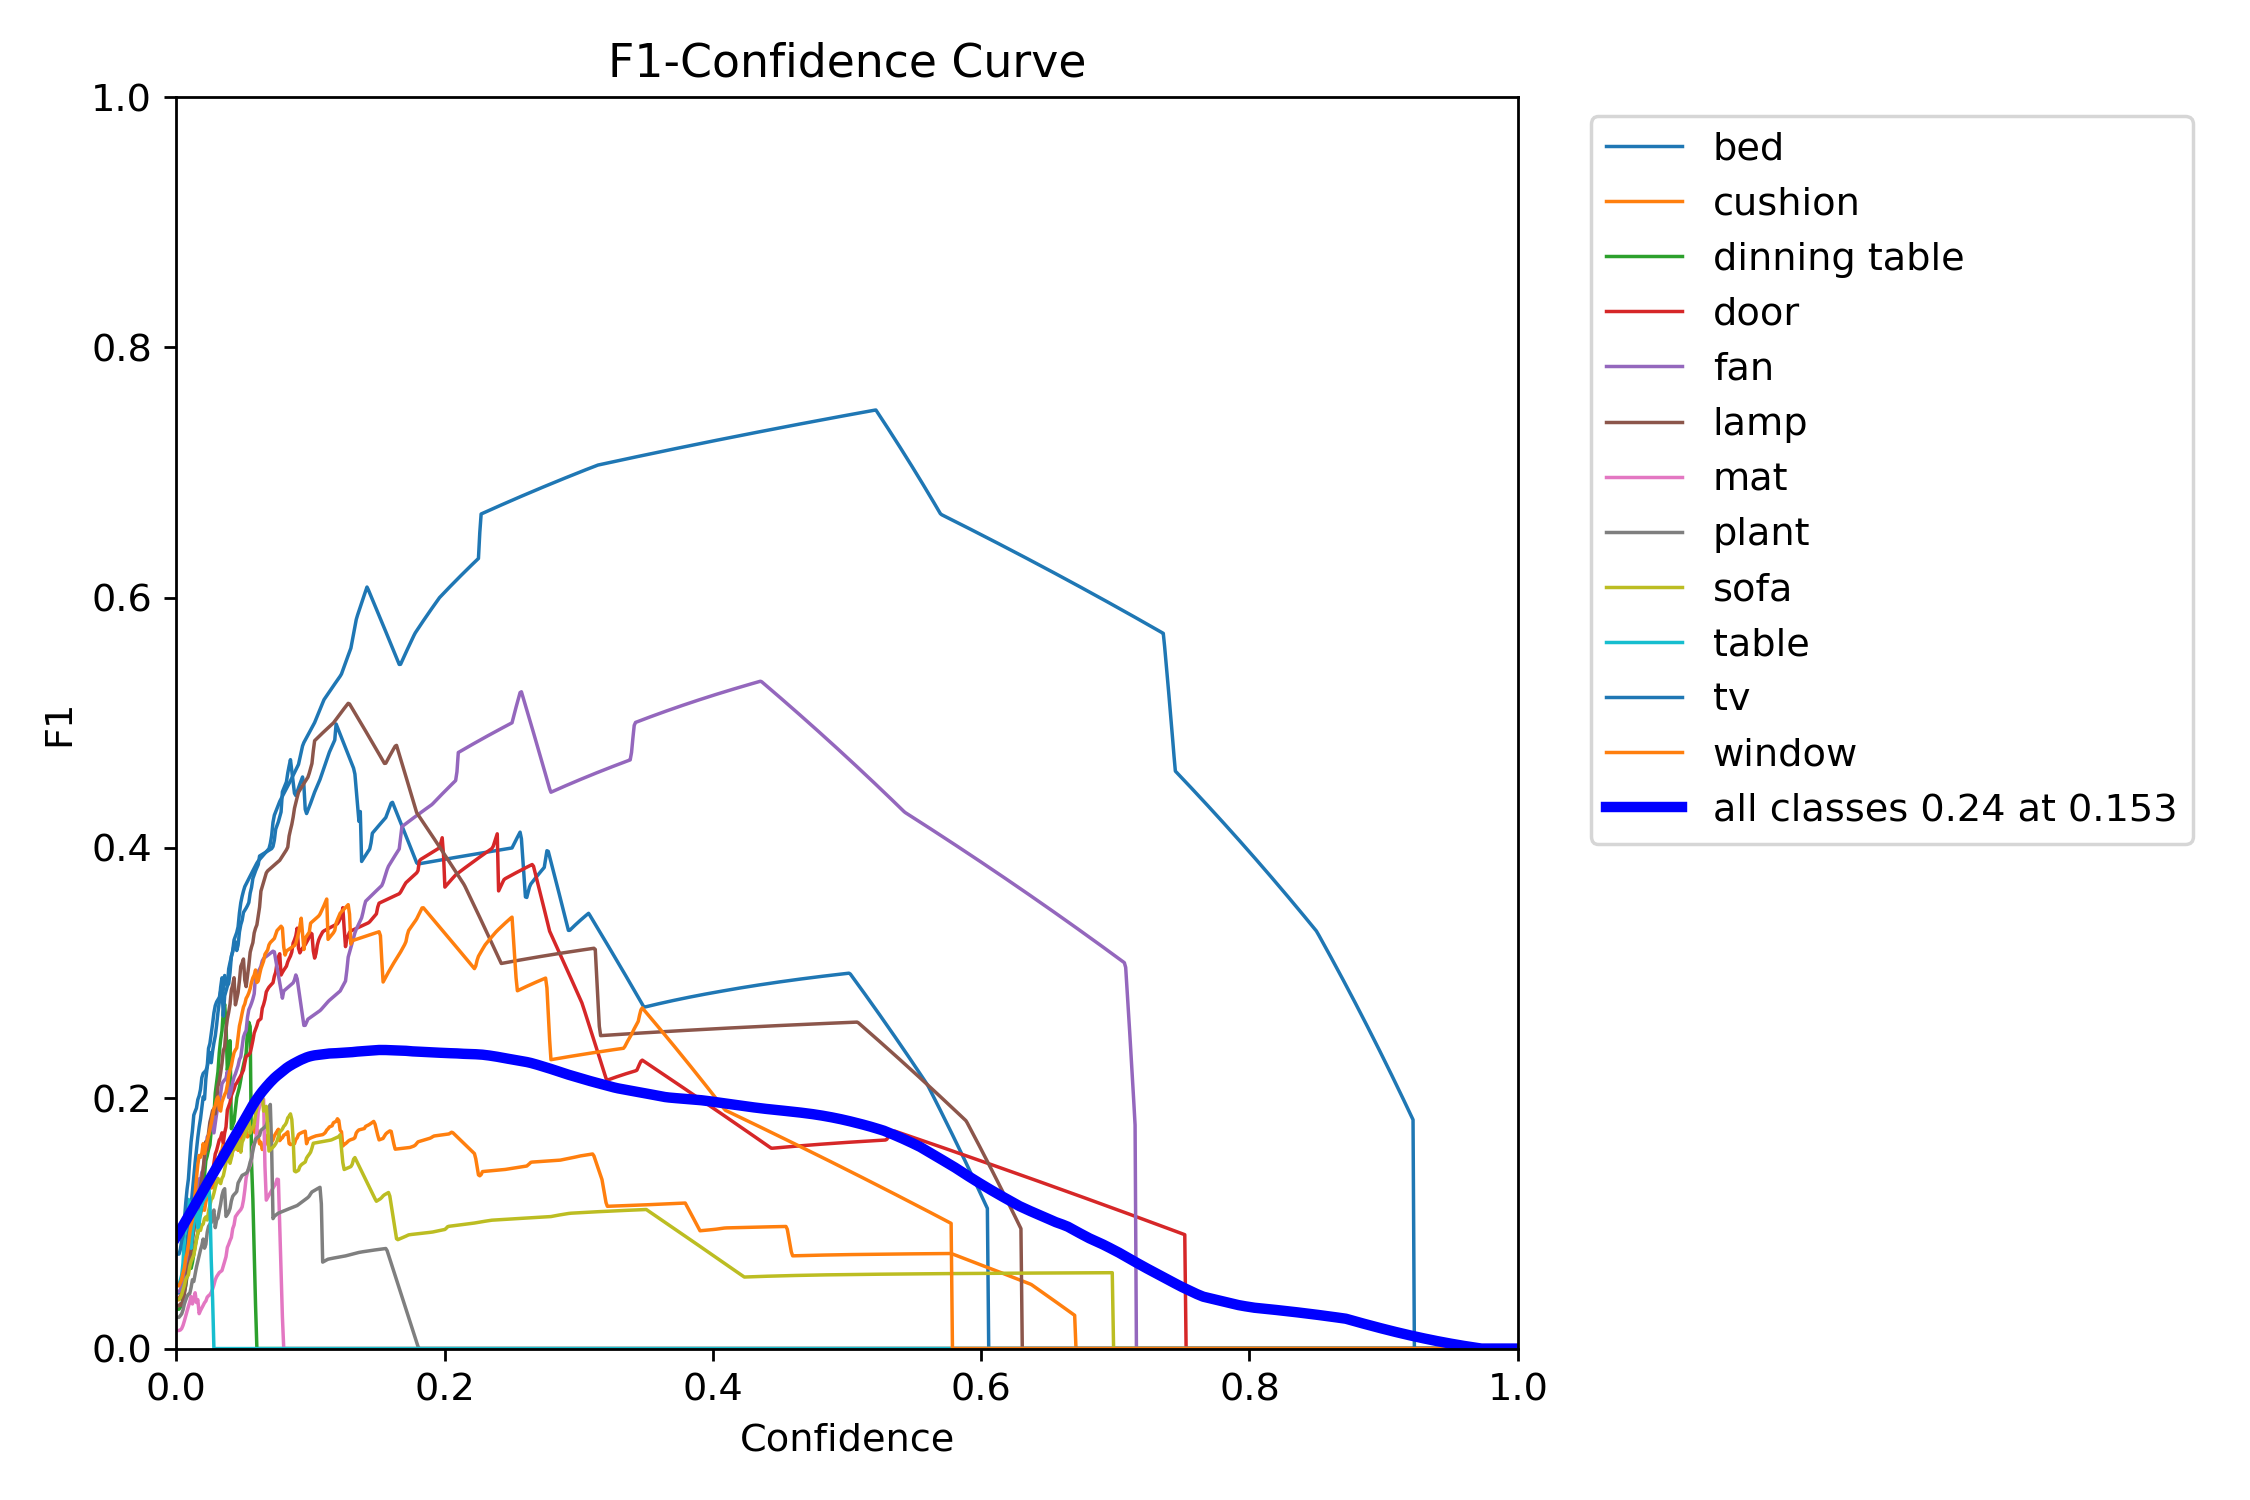 F1-Confidence Curve
1.0
0.8
0.6
0.4
0.2
0.0
F1
0.0 0.2 0.4 0.6 0.8 1.0
Confidence
bed
cushion
dinning table
door
fan
lamp
mat
plant
sofa
table
tv
window
all classes 0.24 at 0.153